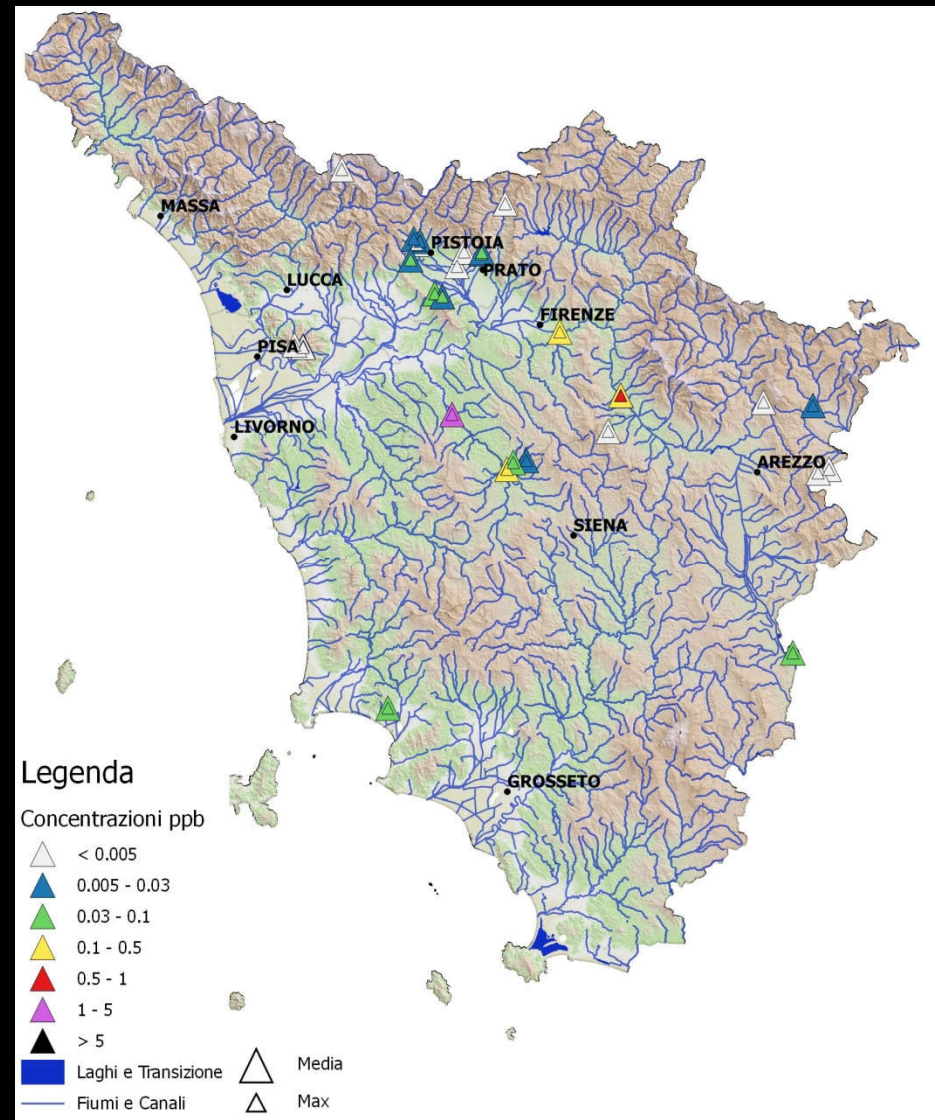 MASSA
PISTOIA
PRATO
LUCCA
FIRENZE
PISA
LIVORNO
AREZZO
SIENA
GROSSETO
Legenda
Concentrazioni ppb
< 0.005
0.005 - 0.03
0.03 - 0.1
0.1 - 0.5
0.5 - 1
1 - 5
> 5
Laghi e Transizione
Media
Fiumi e Canali
Max